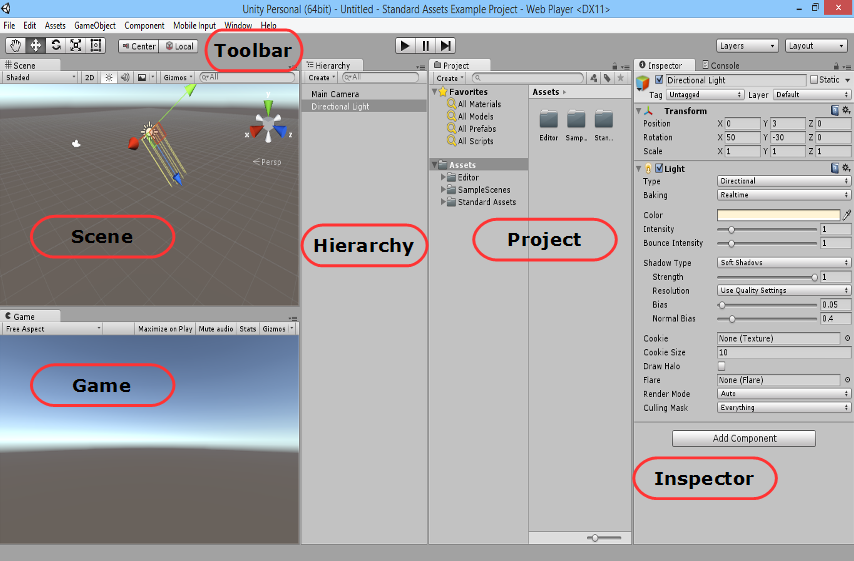 Unity Personal (64bit) - Untitled - Standard Assets Example Project - Web Player <DX11>
File Edit Assets GameObject Component Mobile Input Window Help
Center Local Toolbar Layers Layout
Scene
Shaded 2D Gizmos All
Persp
x z
Scene
Game
Free Aspect Maximize on Play Mute audio Stats Gizmos
Game
Hierarchy
Create All
Main Camera
Directional Light
Hierarchy
Project
Create
Favorites
All Materials
All Models
All Prefabs
All Scripts
Assets
Editor
SampleScenes
Standard Assets
Assets
Editor Samp... Stan...
Project
Inspector Console
Directional Light Static
Tag Untagged Layer Default
Transform
Position X 0 Y 3 Z 0
Rotation X 50 Y -30 Z 0
Scale X 1 Y 1 Z 1
Light
Type Directional
Baking Realtime
Color
Intensity 1
Bounce Intensity 1
Shadow Type Soft Shadows
Strength 1
Resolution Use Quality Settings
Bias 0.05
Normal Bias 0.4
Cookie None (Texture)
Cookie Size 10
Draw Halo
Flare None (Flare)
Render Mode Auto
Culling Mask Everything
Add Component
Inspector